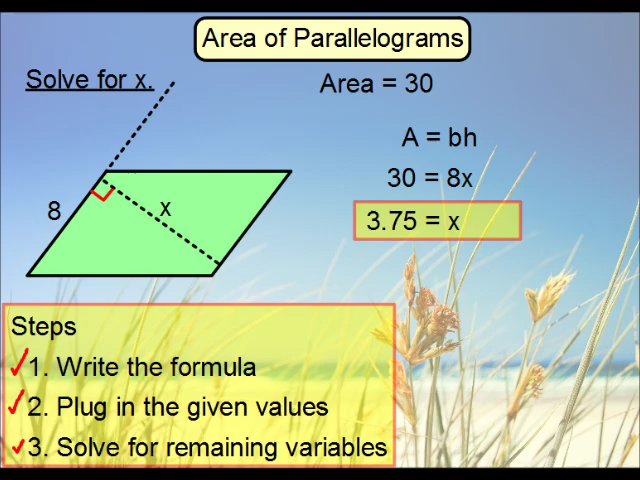 Area of Parallelograms
Solve for x.
Area = 30
A = bh
30 = 8x
3.75 = x
8
x
Steps
1. Write the formula
2. Plug in the given values
3. Solve for remaining variables